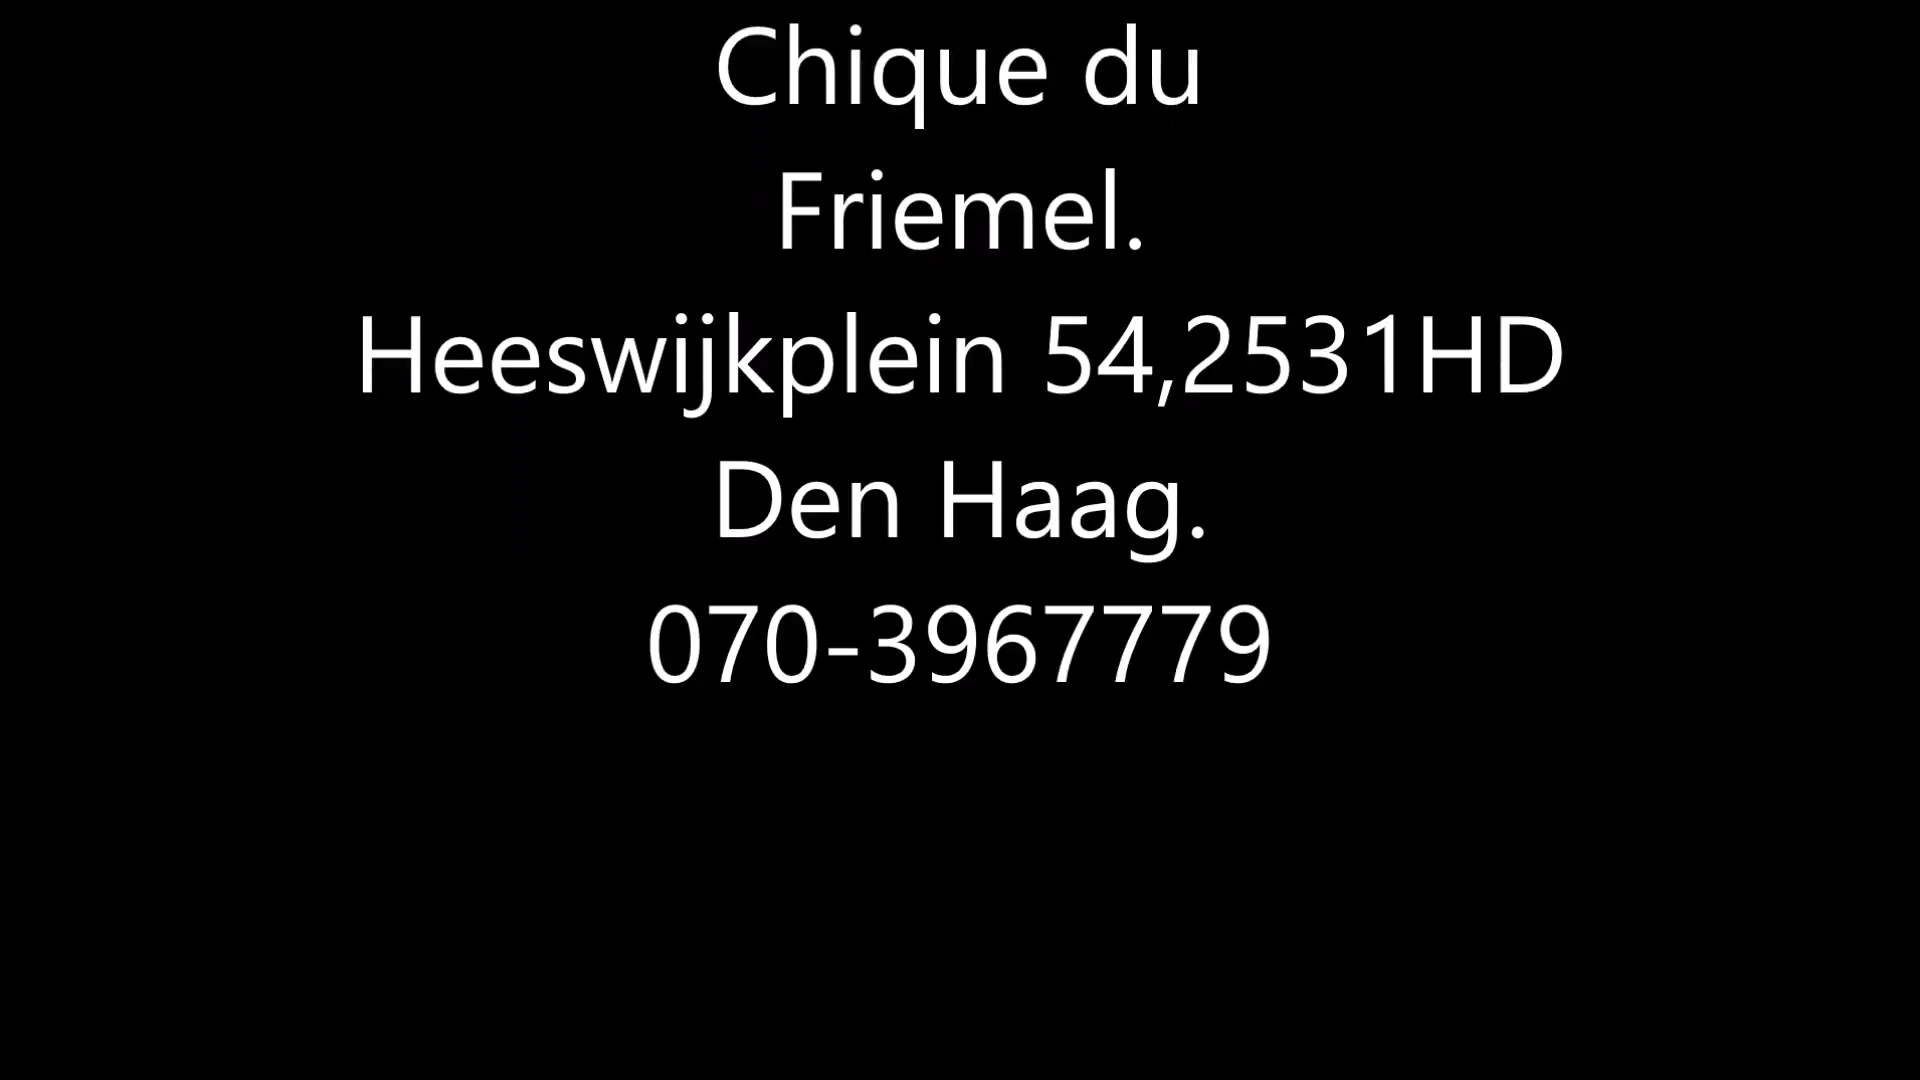 Chique du
Friemel.
Heeswijkplein 54,2531HD
Den Haag.
070-3967779